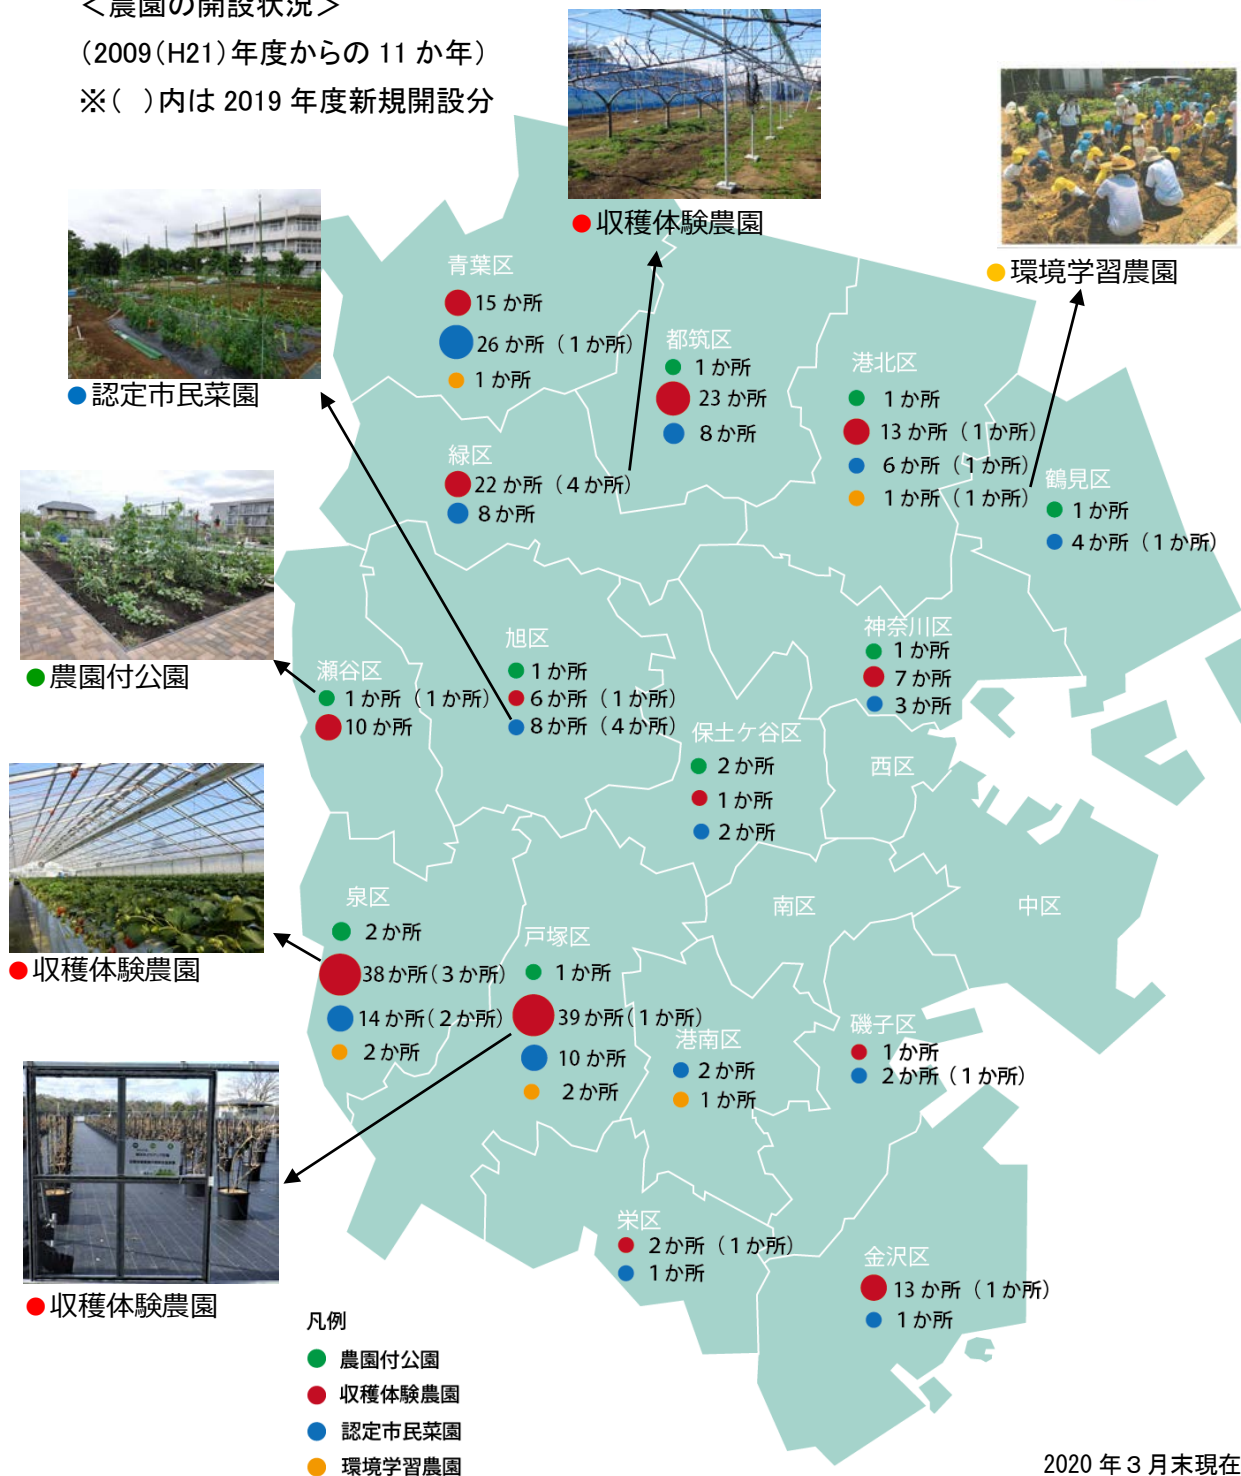 ＜農園の開設状況＞
（2009（H21）年度からの 11 か年）
※（　）内は 2019 年度新規開設分
収穫体験農園
環境学習農園
認定市民菜園
青葉区
15 か所
26 か所（1 か所）
1 か所
都筑区
1 か所
23 か所
8 か所
港北区
1 か所
13 か所（1 か所）
6 か所（1 か所）
1 か所（1 か所）
鶴見区
1 か所
4 か所（1 か所）
緑区
22 か所（4 か所）
8 か所
農園付公園
瀬谷区
1 か所（1 か所）
10 か所
旭区
1 か所
6 か所（1 か所）
8 か所（4 か所）
神奈川区
1 か所
7 か所
3 か所
保土ケ谷区
2 か所
1 か所
2 か所
西区
収穫体験農園
泉区
2 か所
38 か所（3 か所）
14 か所（2 か所）
2 か所
戸塚区
1 か所
39 か所（1 か所）
10 か所
2 か所
南区
中区
港南区
2 か所
1 か所
磯子区
1 か所
2 か所（1 か所）
収穫体験農園
栄区
2 か所（1 か所）
1 か所
金沢区
13 か所（1 か所）
1 か所
凡例
農園付公園
収穫体験農園
認定市民菜園
環境学習農園
2020 年３月末現在